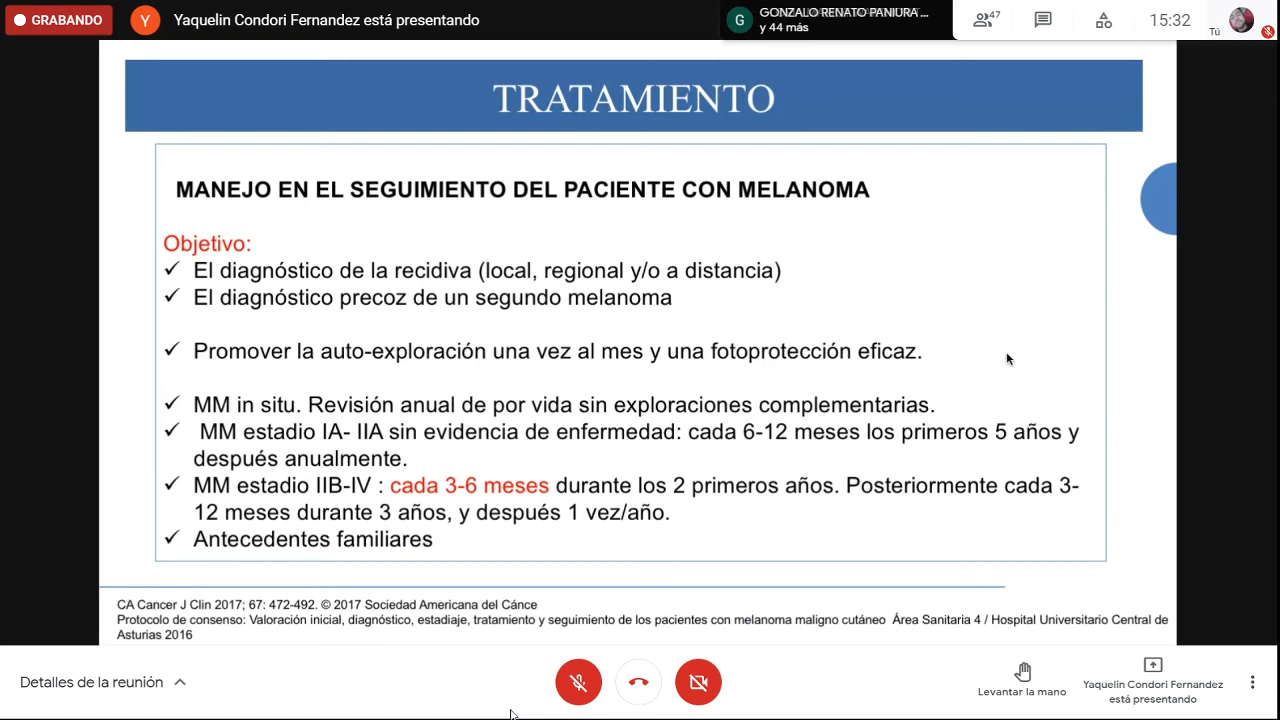 GRABANDO
Y
Yaquelin Condori Fernandez está presentando
G
GONZALO RENATO PANIURA...
y 44 más
47
15:32
Tú
TRATAMIENTO
MANEJO EN EL SEGUIMIENTO DEL PACIENTE CON MELANOMA
Objetivo:
✓ El diagnóstico de la recidiva (local, regional y/o a distancia)
✓ El diagnóstico precoz de un segundo melanoma
✓ Promover la auto-exploración una vez al mes y una fotoprotección eficaz.
✓ MM in situ. Revisión anual de por vida sin exploraciones complementarias.
✓ MM estadio IA- IIA sin evidencia de enfermedad: cada 6-12 meses los primeros 5 años y
después anualmente.
✓ MM estadio IIB-IV : cada 3-6 meses durante los 2 primeros años. Posteriormente cada 3-
12 meses durante 3 años, y después 1 vez/año.
✓ Antecedentes familiares
CA Cancer J Clin 2017; 67: 472-492. © 2017 Sociedad Americana del Cánce
Protocolo de consenso: Valoración inicial, diagnóstico, estadiaje, tratamiento y seguimiento de los pacientes con melanoma maligno cutáneo Área Sanitaria 4 / Hospital Universitario Central de
Asturias 2016
Detalles de la reunión
Levantar la mano
Yaquelin Condori Fernandez
está presentando